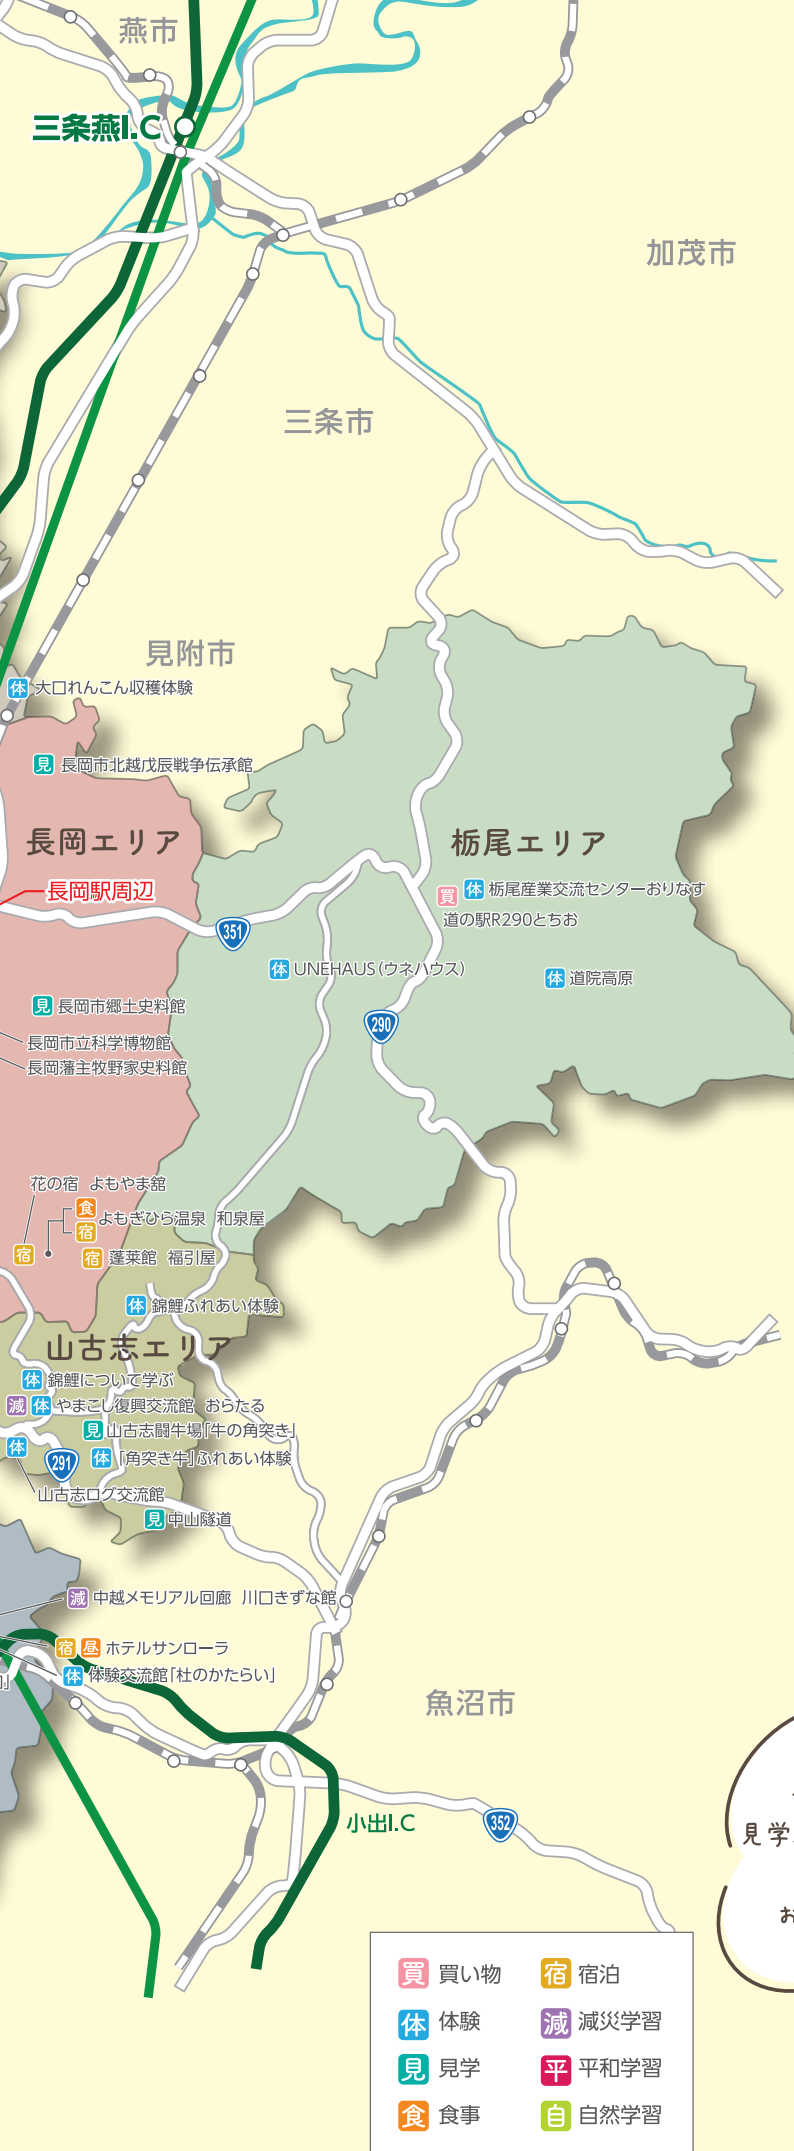 燕市
三条燕I.C
加茂市
三条市
見附市
体 大口れんこん収穫体験
見 長岡市北越戊辰戦争伝承館
長岡エリア
栃尾エリア
長岡駅周辺
買 体 栃尾産業交流センターおりなす
道の駅R290とちお
351
体 UNEHAUS（ウネハウス）
体 道院高原
見 長岡市郷土史料館
290
長岡市立科学博物館
長岡藩主牧野家史料館
花の宿 よもやま舘
食
宿
よもぎひら温泉 和泉屋
宿
宿 蓬莱館 福引屋
体 錦鯉ふれあい体験
山古志エリア
体 錦鯉について学ぶ
減 体 やまこし復興交流館 おらたる
見 山古志闘牛場「牛の角突き」
体
291
体 「角突き牛」ふれあい体験
山古志ログ交流館
見 中山隧道
減 中越メモリアル回廊 川口きずな館
宿 昼 ホテルサンローラ
体 体験交流館「杜のかたらい」
魚沼市
小出I.C
352
見学
お
買 買い物
宿 宿泊
体 体験
減 減災学習
見 見学
平 平和学習
食 食事
自 自然学習